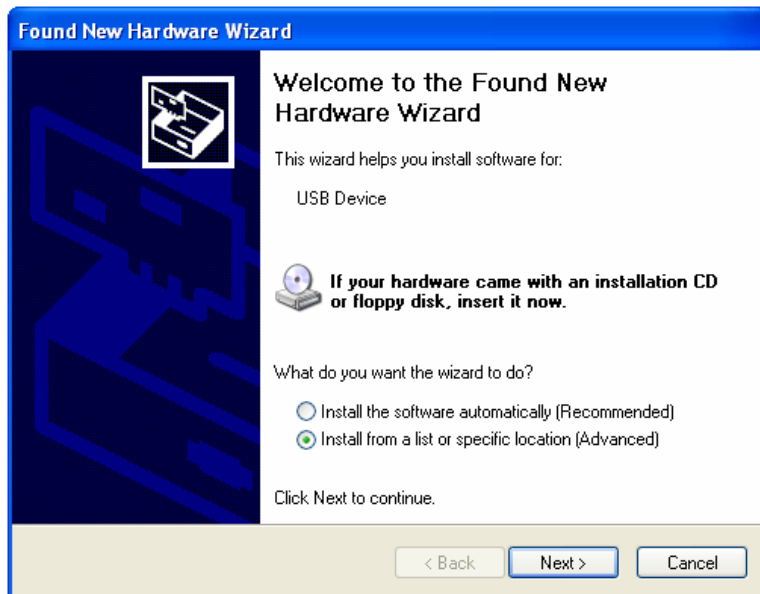 Found New Hardware Wizard
Welcome to the Found New
Hardware Wizard
This wizard helps you install software for:
USB Device
If your hardware came with an installation CD
or floppy disk, insert it now.
What do you want the wizard to do?
Install the software automatically (Recommended)
Install from a list or specific location (Advanced)
Click Next to continue.
< Back
Next >
Cancel